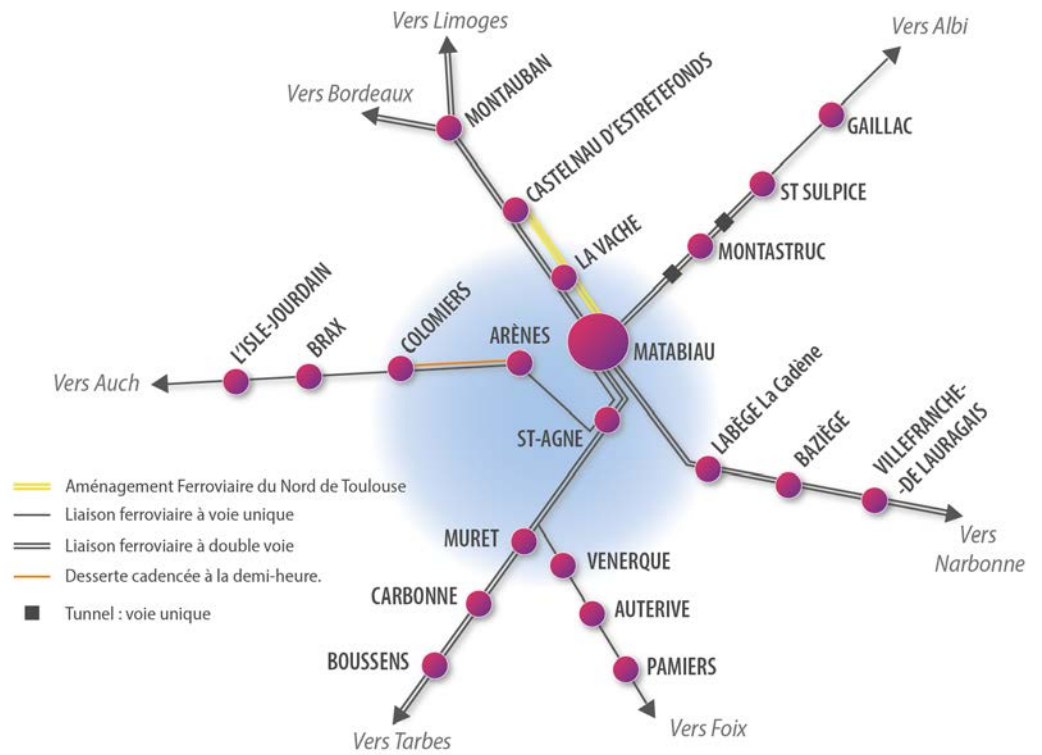 Vers Limoges
Vers Albi
Vers Bordeaux
MONTAUBAN
CASTELNAU D'ESTRETEFONDS
GAILLAC
ST SULPICE
LA VACHE
MONTASTRUC
L'ISLE-JOURDAIN
BRAX
COLOMIERS
ARÈNES
MATABIAU
Vers Auch
ST-AGNE
LABÈGE La Cadène
BAZIÈGE
VILLEFRANCHE-
-DE LAURAGAIS
Aménagement Ferroviaire du Nord de Toulouse
Liaison ferroviaire à voie unique
Liaison ferroviaire à double voie
Desserte cadencée à la demi-heure.
Tunnel : voie unique
Vers
Narbonne
MURET
VENERQUE
CARBONNE
AUTERIVE
BOUSSENS
PAMIERS
Vers Tarbes
Vers Foix